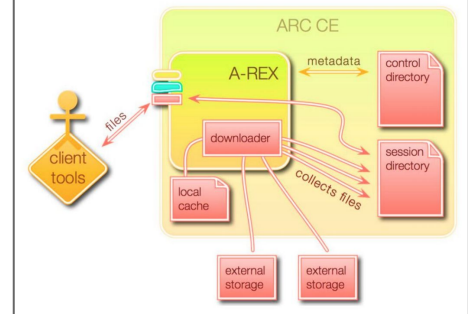 ARC CE
A-REX
metadata
control
directory
files
client
tools
downloader
session
directory
local
cache
collects files
external
storage
external
storage